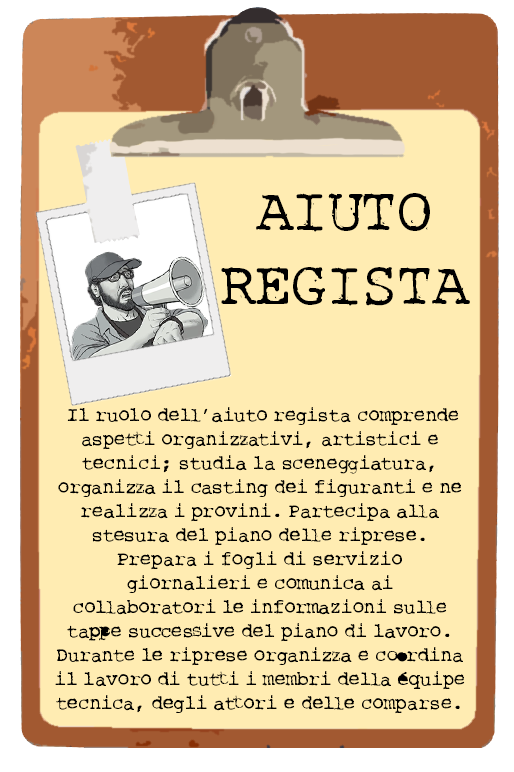 AIUTO
REGISTA
Il ruolo dell'aiuto regista comprende
aspetti organizzativi, artistici e
tecnici; studia la sceneggiatura,
organizza il casting dei figuranti e ne
realizza i provini. Partecipa alla
stesura del piano delle riprese.
Prepara i fogli di servizio
giornalieri e comunica ai
collaboratori le informazioni sulle
tappe successive del piano di lavoro.
Durante le riprese organizza e coordina
il lavoro di tutti i membri della équipe
tecnica, degli attori e delle comparse.